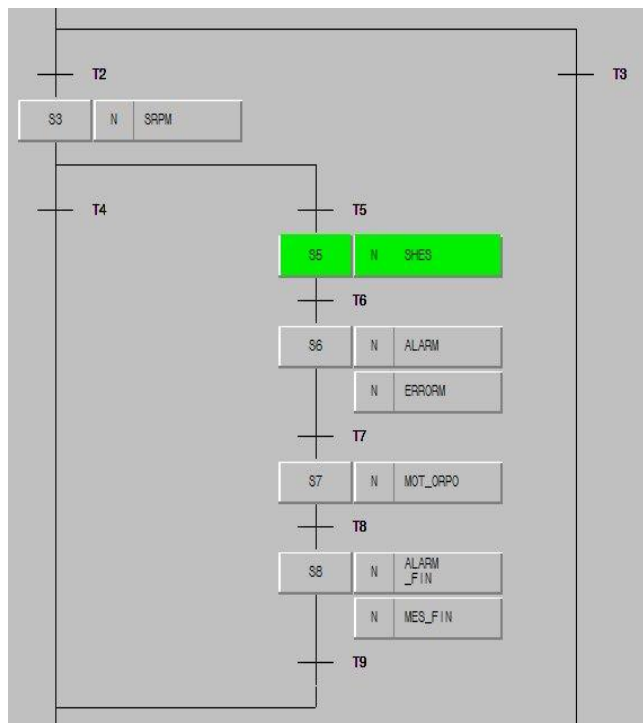 T2
T3
S3 N SRPM
T4
T5
S5 N SHES
T6
S6 N ALARM
N ERRORM
T7
S7 N MOT_ORPO
T8
S8 N ALARM
_FIN
N MES_FIN
T9